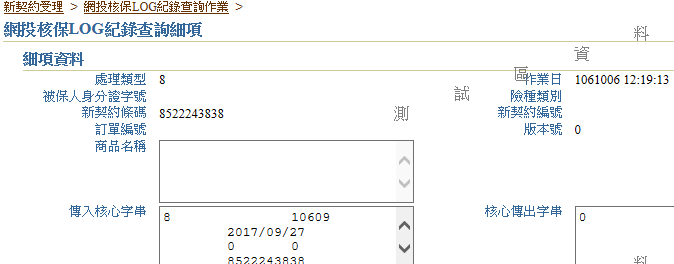 新契約受理 > 網投核保LOG紀錄查詢作業 >
網投核保LOG紀錄查詢細項
料
細項資料
資
處理類型 8 作業日 1061006 12:19:13
區
被保人身分證字號 險種類別
試
新契約條碼 8522243838 新契約編號
測
訂單編號 版本號 0
商品名稱
傳入核心字串 8 10609 核心傳出字串 0
2017/09/27
0 0
8522243838
料